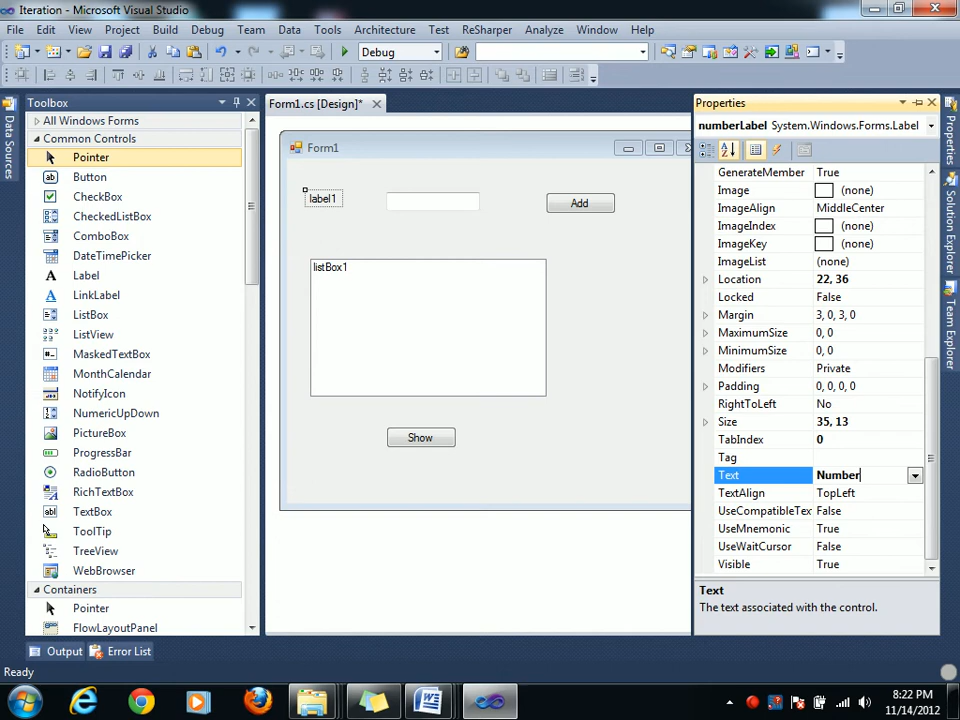 Iteration - Microsoft Visual Studio
File Edit View Project Build Debug Team Data Tools Architecture Test ReSharper Analyze Window Help
Debug
Data Sources
Toolbox
All Windows Forms
Common Controls
Pointer
Button
CheckBox
CheckedListBox
ComboBox
DateTimePicker
Label
LinkLabel
ListBox
ListView
MaskedTextBox
MonthCalendar
NotifyIcon
NumericUpDown
PictureBox
ProgressBar
RadioButton
RichTextBox
TextBox
ToolTip
TreeView
WebBrowser
Containers
Pointer
FlowLayoutPanel
Form1.cs [Design]*
Form1
label1
Add
listBox1
Show
Properties
numberLabel System.Windows.Forms.Label
GenerateMember True
Image (none)
ImageAlign MiddleCenter
ImageIndex (none)
ImageKey (none)
ImageList (none)
Location 22, 36
Locked False
Margin 3, 0, 3, 0
MaximumSize 0, 0
MinimumSize 0, 0
Modifiers Private
Padding 0, 0, 0, 0
RightToLeft No
Size 35, 13
TabIndex 0
Tag
Text Number
TextAlign TopLeft
UseCompatibleTex False
UseMnemonic True
UseWaitCursor False
Visible True
Text
The text associated with the control.
Properties
Solution Explorer
Team Explorer
Output Error List
Ready
8:22 PM
11/14/2012